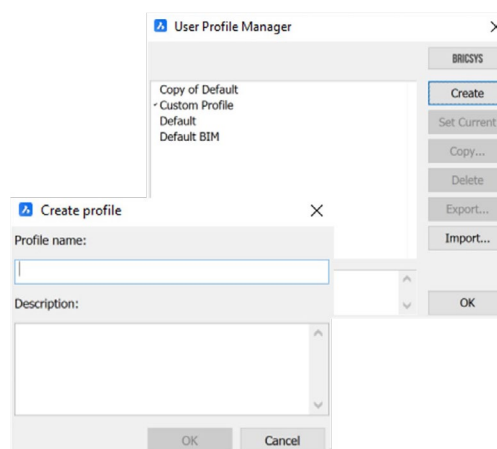 User Profile Manager
BRICSYS
Copy of Default
Custom Profile
Default
Default BIM
Create
Set Current
Copy...
Delete
Export...
Import...
OK
Create profile
Profile name:
Description:
OK
Cancel